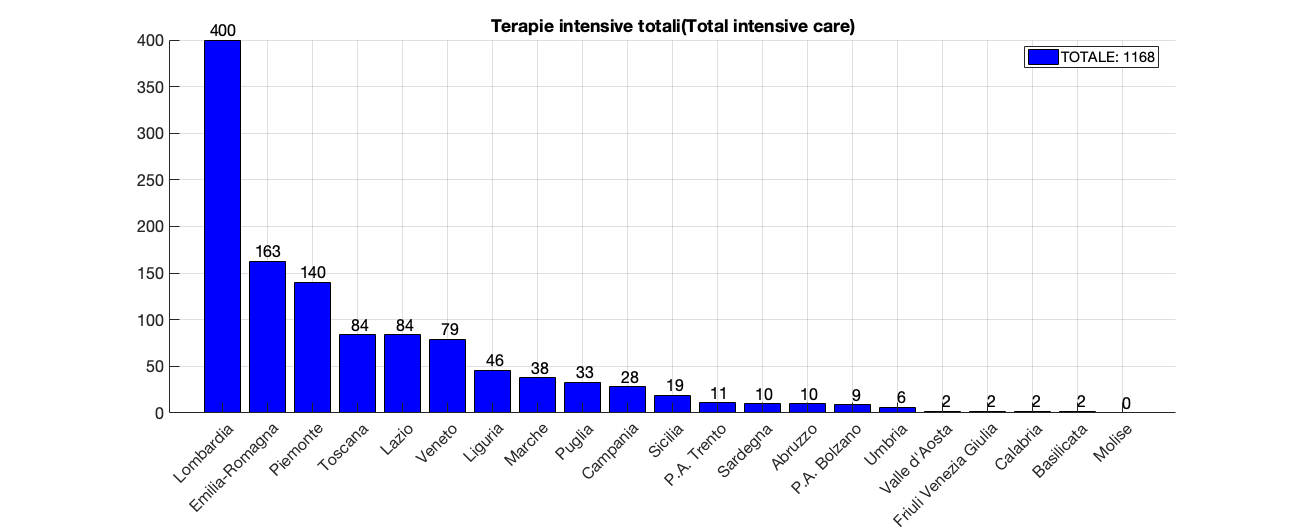 Terapie intensive totali(Total intensive care)
TOTALE: 1168
400
350
300
250
200
150
100
50
0
400
163
140
84
84
79
46
38
33
28
19
11
10
10
9
6
2
2
2
2
0
Lombardia
Emilia-Romagna
Piemonte
Toscana
Lazio
Veneto
Liguria
Marche
Puglia
Campania
Sicilia
P.A. Trento
Sardegna
Abruzzo
P.A. Bolzano
Umbria
Valle d'Aosta
Friuli Venezia Giulia
Calabria
Basilicata
Molise